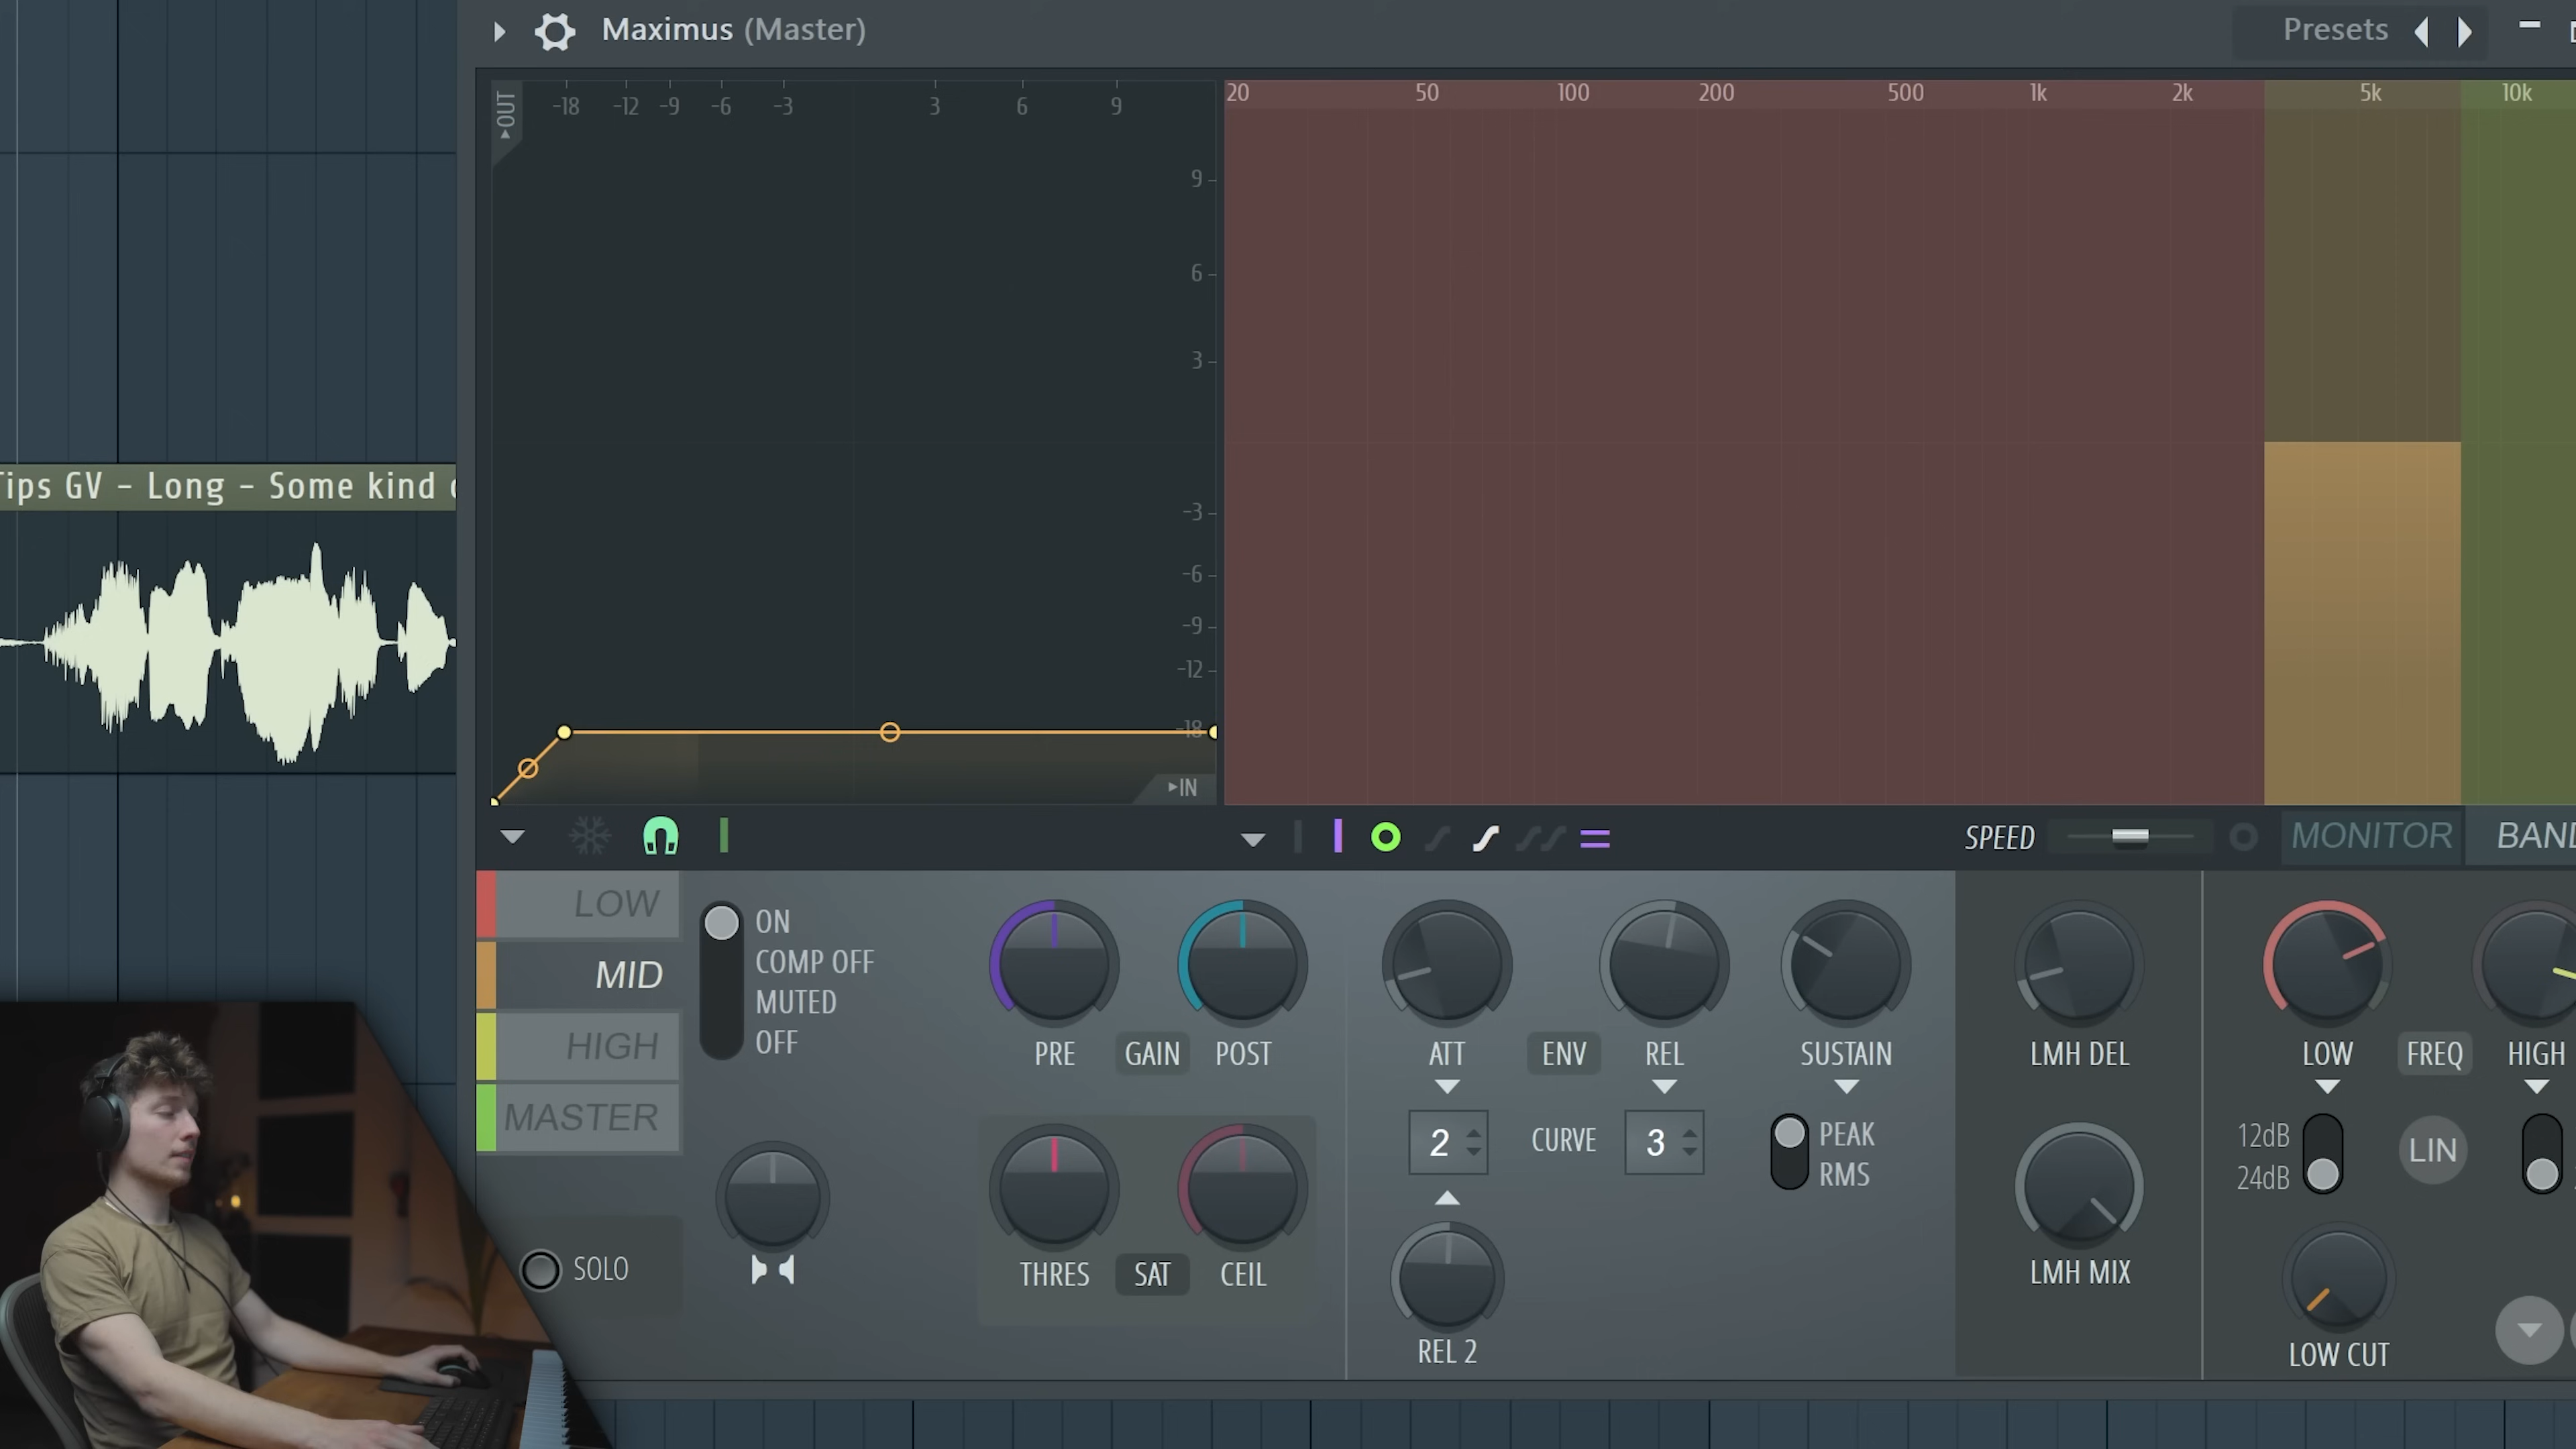 Maximus (Master)
Presets
OUT
-18 -12 -9 -6 -3 3 6 9
20 50 100 200 500 1k 2k 5k 10k
9
6
3
-3
-6
-9
-12
-18
IN
Tips GV - Long - Some kind
SPEED
MONITOR
BAND
LOW
MID
HIGH
MASTER
SOLO
ON
COMP OFF
MUTED
OFF
PRE GAIN POST
THRES SAT CEIL
ATT ENV REL SUSTAIN
2 CURVE 3
PEAK
RMS
REL 2
LMH DEL
LMH MIX
LOW FREQ HIGH
12dB
24dB
LIN
LOW CUT